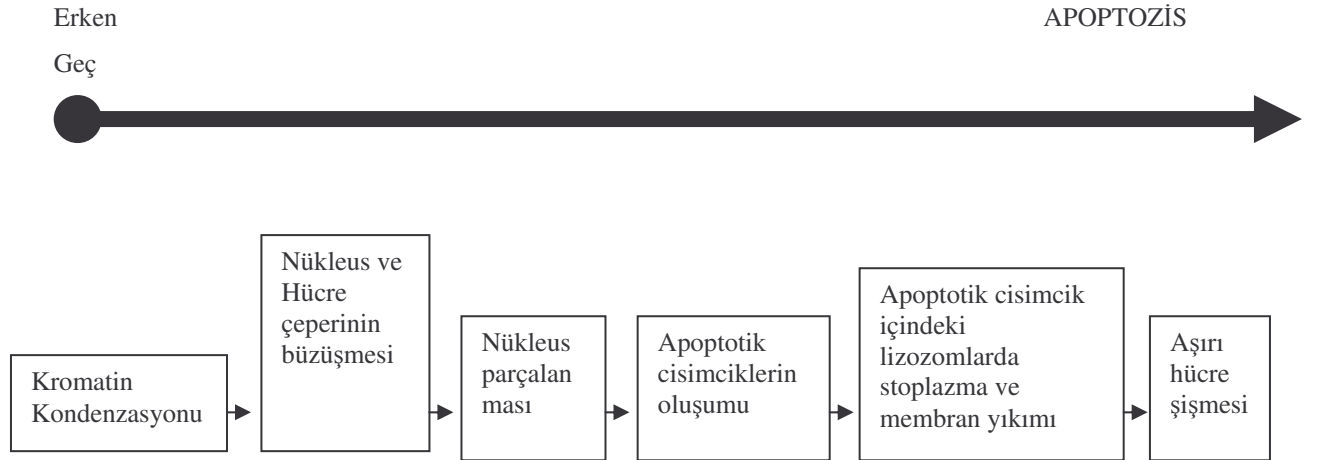 Erken
APOPTOZİS
Geç
Kromatin
Kondenzasyonu
Nükleus ve
Hücre
çeperinin
büzüşmesi
Nükleus
parçalan
ması
Apoptotik
cisimciklerin
oluşumu
Apoptotik cisimcik
içindeki
lizozomlarda
stoplazma ve
membran yıkımı
Aşırı
hücre
şişmesi